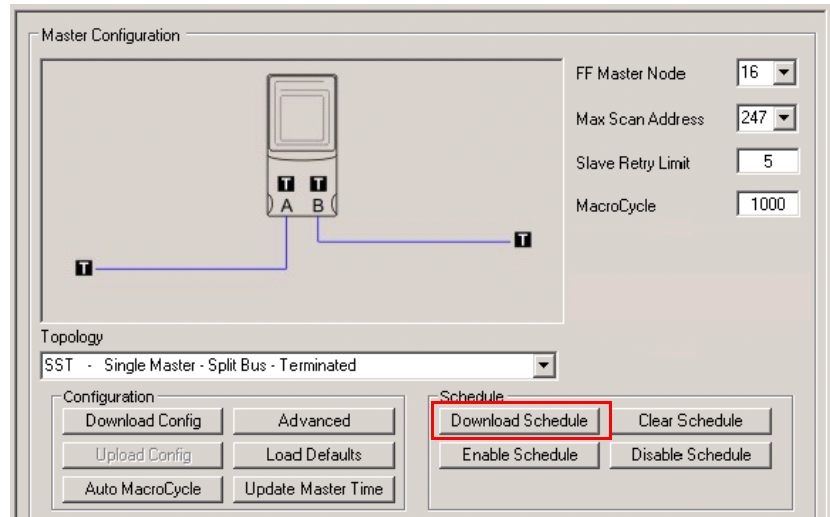 Master Configuration
FF Master Node 16
Max Scan Address 247
Slave Retry Limit 5
MacroCycle 1000
T T
A B
T
T
Topology
SST - Single Master - Split Bus - Terminated
Configuration
Download Config Advanced
Upload Config Load Defaults
Auto MacroCycle Update Master Time
Schedule
Download Schedule Clear Schedule
Enable Schedule Disable Schedule